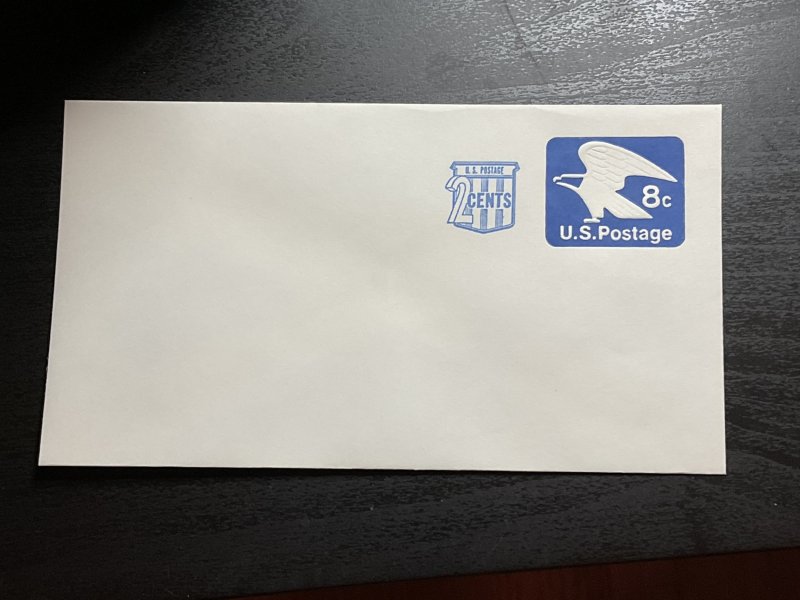 U. S. POSTAGE
2 CENTS
8c
U.S.Postage